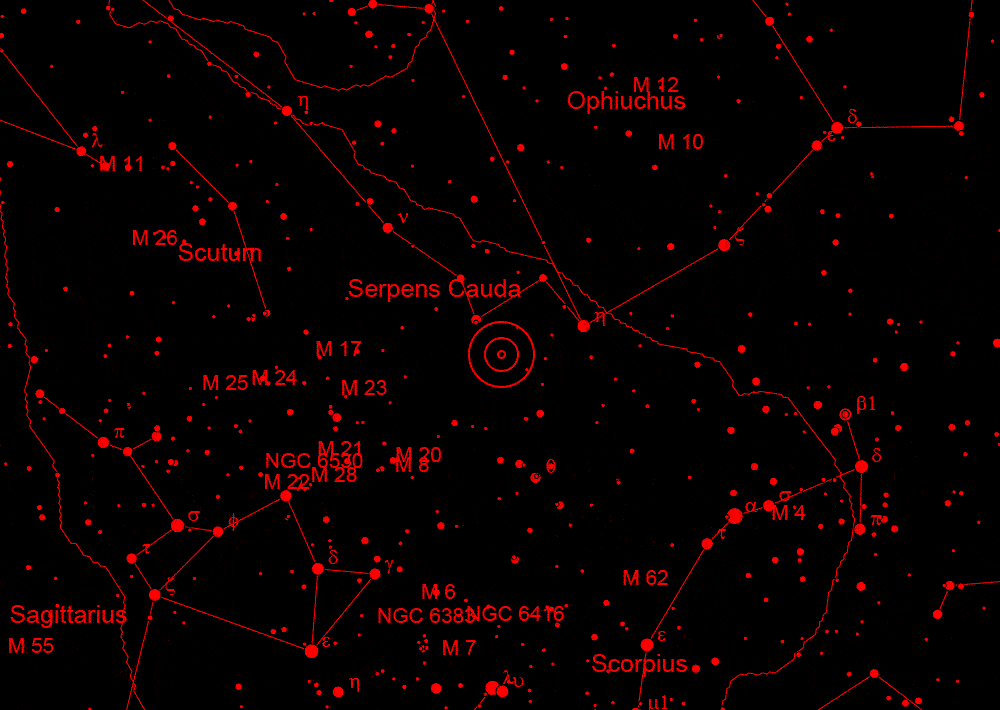 M 12
Ophiuchus
η
δ
ε
λ
M 11
M 10
ν
M 26
Scutum
ζ
Serpens Cauda
η
M 17
M 25
M 24
M 23
β1
π
M 21
M 20
NGC 6530
M 8
θ
δ
M 28
M 22
λ
σ
α
σ
M 4
φ
π
τ
τ
δ
γ
ζ
M 62
M 6
Sagittarius
NGC 6383
NGC 6416
M 55
ε
M 7
ε
Scorpius
η
λ
υ
μ1